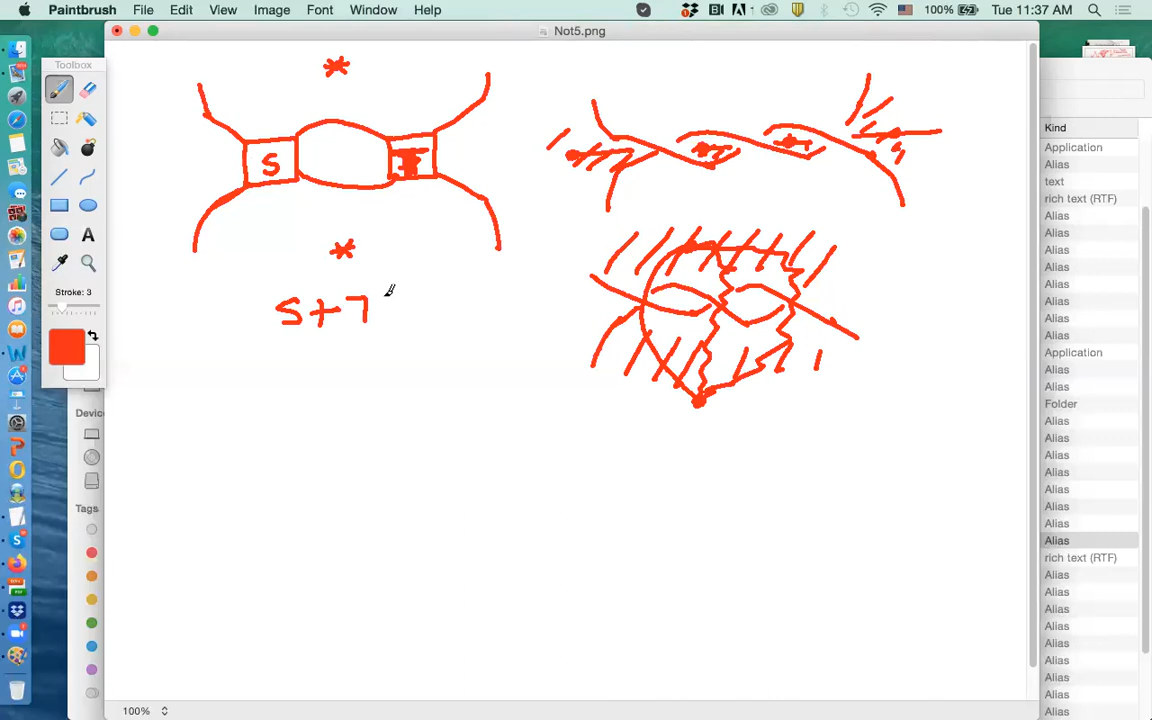 Paintbrush File Edit View Image Font Window Help
100% Tue 11:37 AM
Not5.png
Toolbox
Stroke: 3
Device
Tags
100%
*
S
*
S+T
Kind
Application
Alias
text
rich text (RTF)
Alias
Alias
Alias
Alias
Alias
Alias
Alias
Application
Alias
Alias
Folder
Alias
Alias
Alias
Alias
Alias
Alias
Alias
Alias
rich text (RTF)
Alias
Alias
Alias
Alias
Alias
Alias
Alias
Alias
Alias